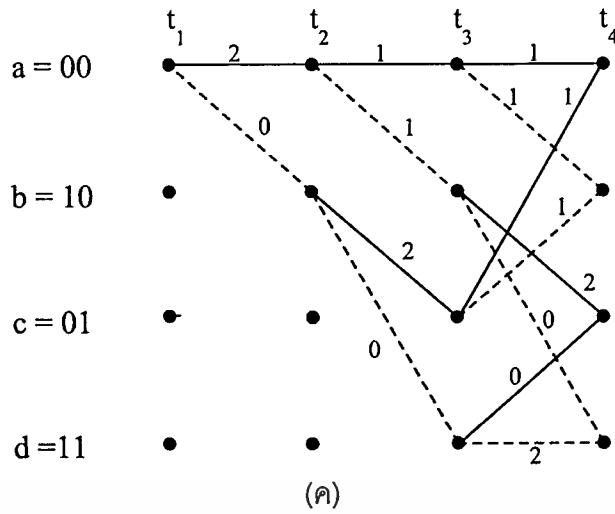 t₁ t₂ t₃ t₄
a = 00
2 1 1
0 1 1 1
b = 10
1
2 2
c = 01
0 0 0
d =11
2
(ค)